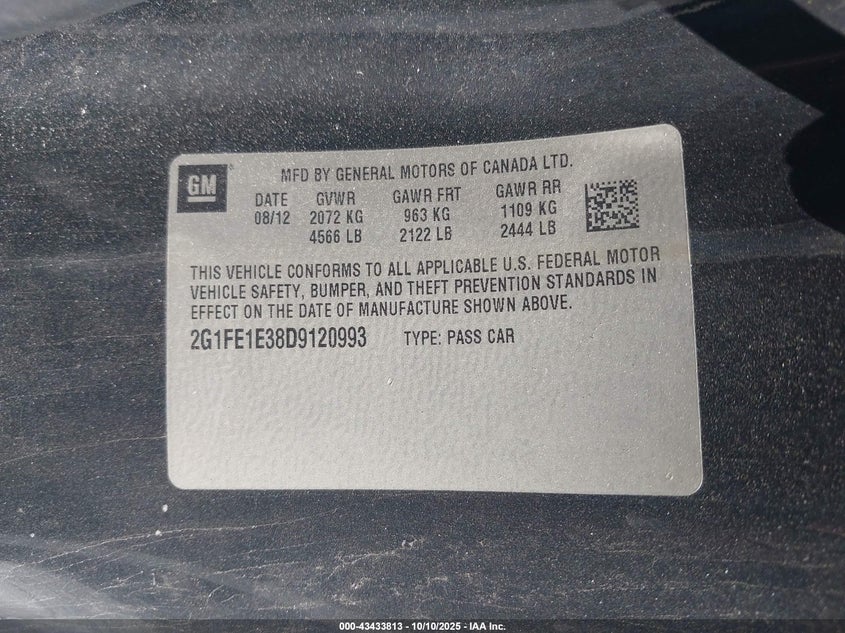 GM
MFD BY GENERAL MOTORS OF CANADA LTD.
DATE GVWR GAWR FRT GAWR RR
08/12 2072 KG 963 KG 1109 KG
4566 LB 2122 LB 2444 LB
THIS VEHICLE CONFORMS TO ALL APPLICABLE U.S. FEDERAL MOTOR
VEHICLE SAFETY, BUMPER, AND THEFT PREVENTION STANDARDS IN
EFFECT ON THE DATE OF MANUFACTURE SHOWN ABOVE.
2G1FE1E38D9120993 TYPE: PASS CAR
000-43433813 - 10/10/2025 - IAA Inc.